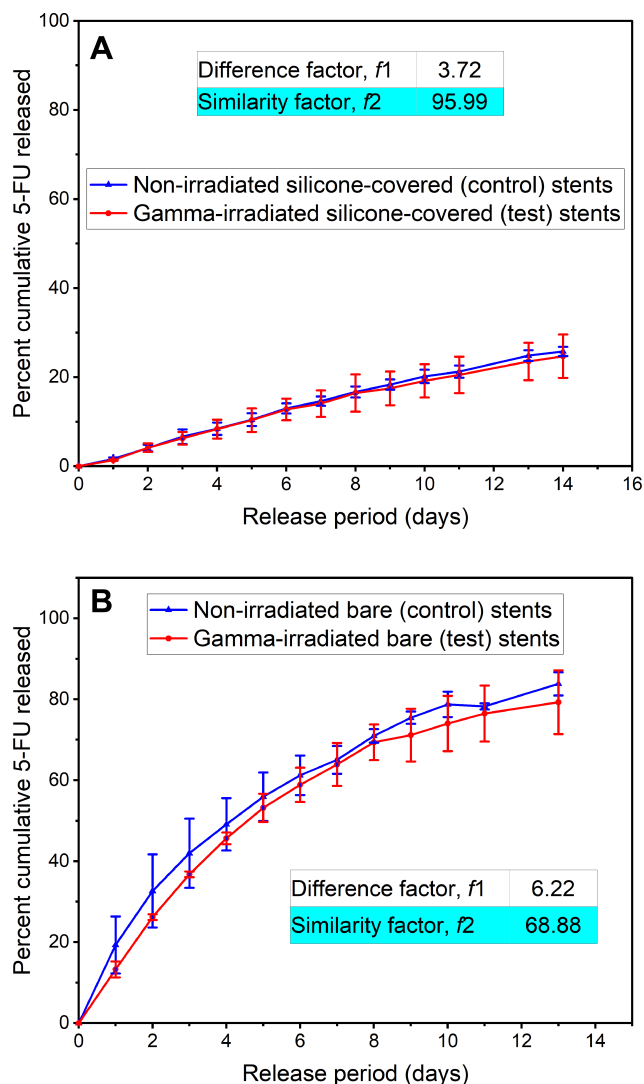 A
Difference factor, f1 3.72
Similarity factor, f2 95.99
Non-irradiated silicone-covered (control) stents
Gamma-irradiated silicone-covered (test) stents
Percent cumulative 5-FU released
100
80
60
40
20
0
0 2 4 6 8 10 12 14 16
Release period (days)
B
Non-irradiated bare (control) stents
Gamma-irradiated bare (test) stents
Percent cumulative 5-FU released
100
80
60
40
20
0
Difference factor, f1 6.22
Similarity factor, f2 68.88
0 2 4 6 8 10 12 14
Release period (days)